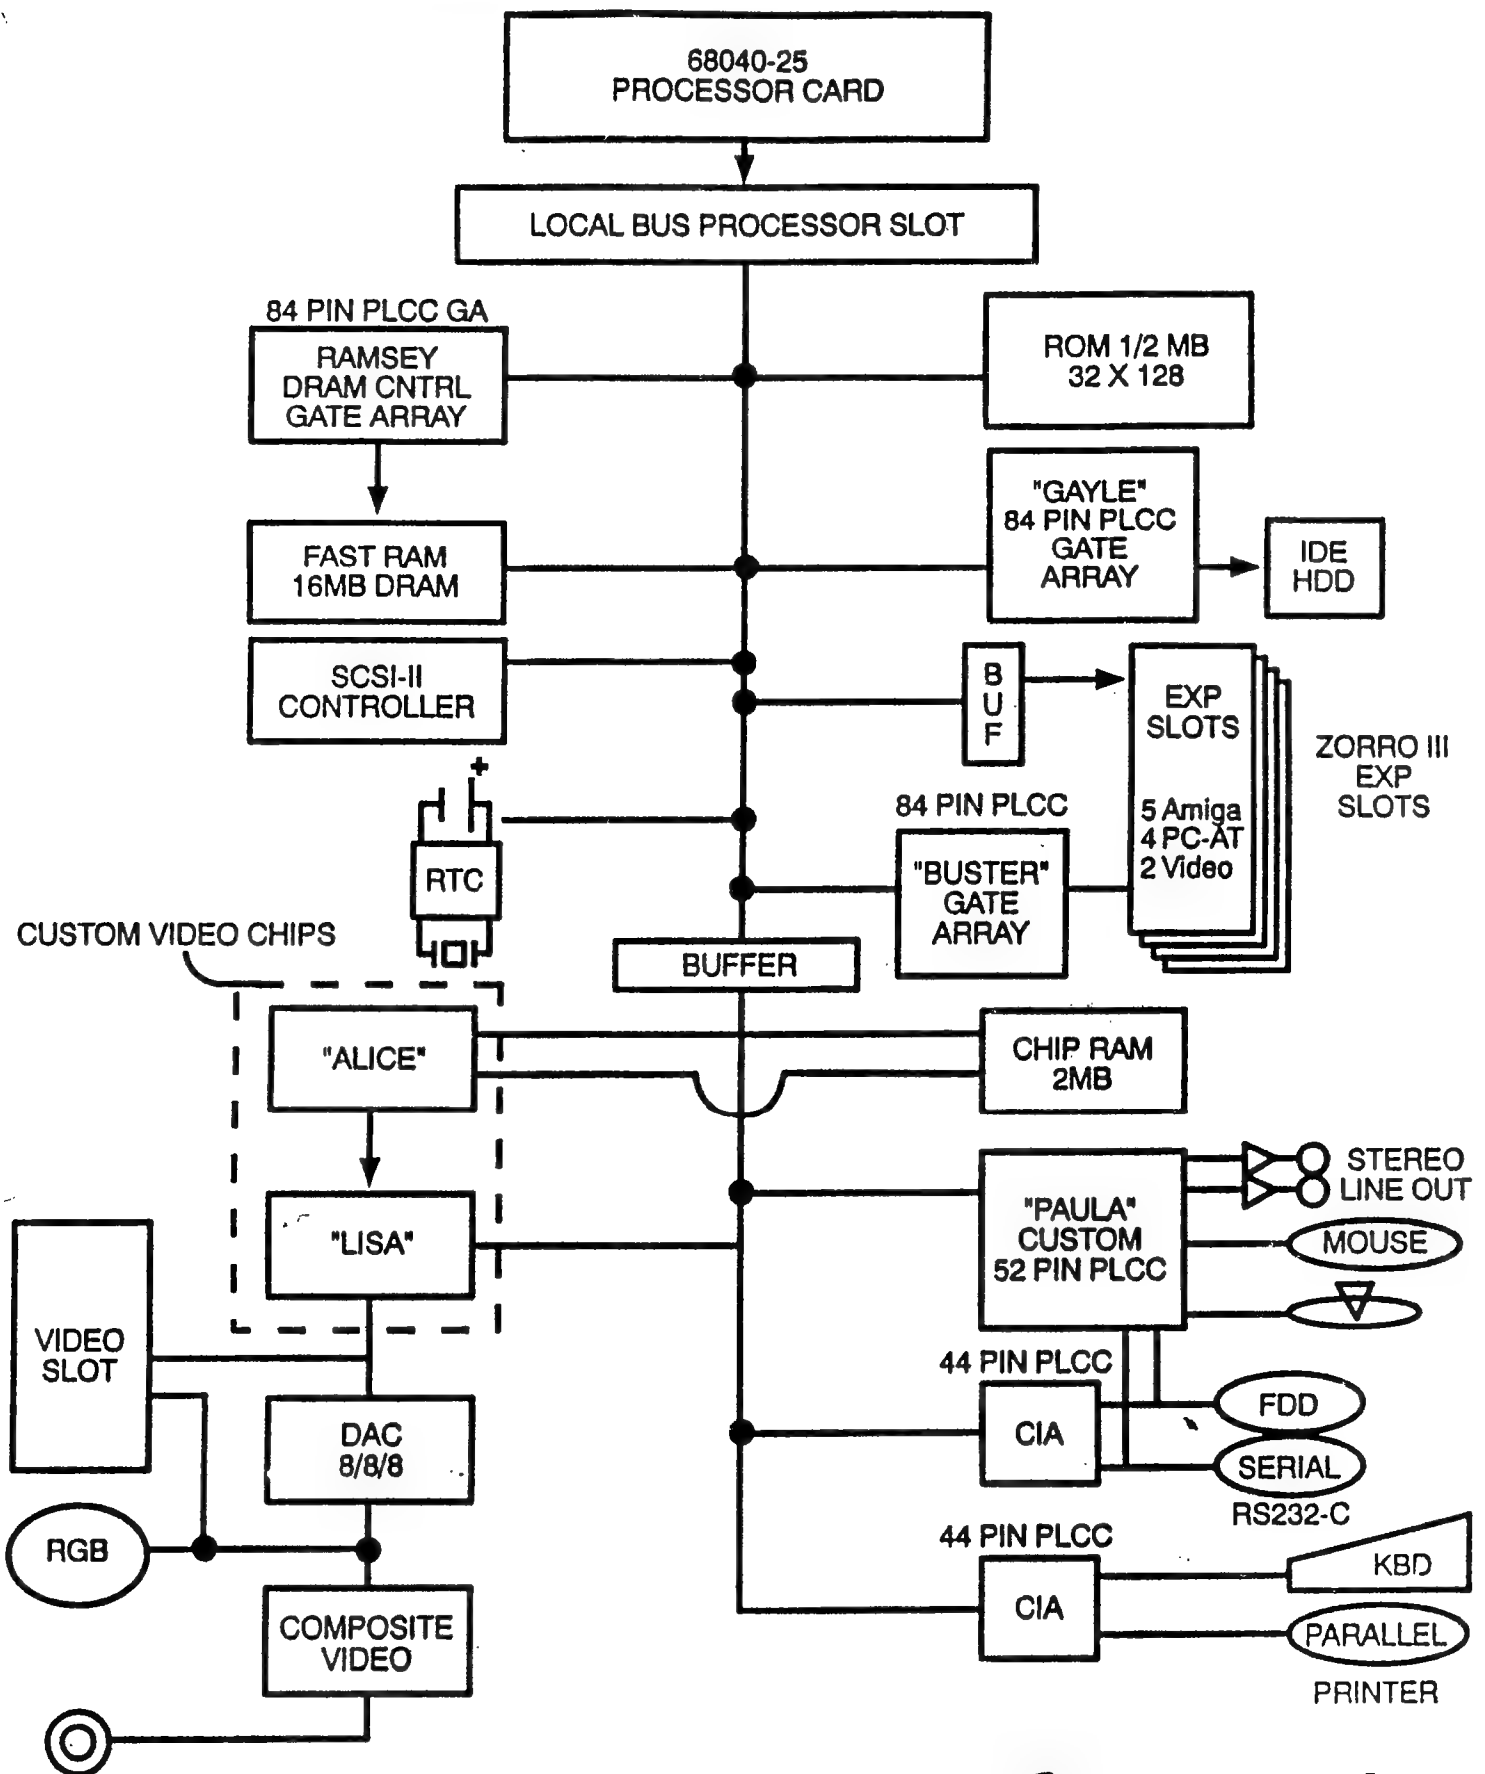 68040-25
PROCESSOR CARD
LOCAL BUS PROCESSOR SLOT
84 PIN PLCC GA
RAMSEY
DRAM CNTRL
GATE ARRAY
ROM 1/2 MB
32 X 128
"GAYLE"
84 PIN PLCC
GATE
ARRAY
IDE
HDD
FAST RAM
16MB DRAM
SCSI-II
CONTROLLER
B
U
F
EXP
SLOTS
5 Amiga
4 PC-AT
2 Video
ZORRO III
EXP
SLOTS
+
RTC
84 PIN PLCC
"BUSTER"
GATE
ARRAY
CUSTOM VIDEO CHIPS
BUFFER
"ALICE"
CHIP RAM
2MB
"LISA"
"PAULA"
CUSTOM
52 PIN PLCC
STEREO
LINE OUT
MOUSE
VIDEO
SLOT
44 PIN PLCC
CIA
FDD
SERIAL
RS232-C
DAC
8/8/8
RGB
44 PIN PLCC
CIA
KBD
PARALLEL
PRINTER
COMPOSITE
VIDEO